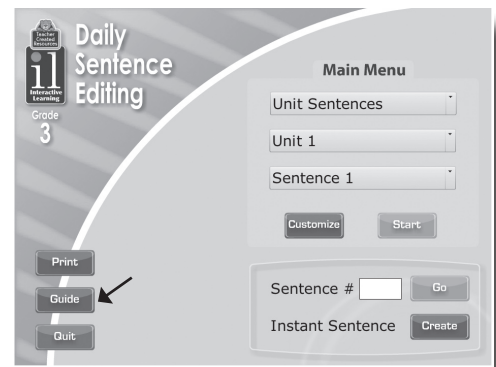 Teacher
Created
Resources
il
Interactive
Learning
Grade
3
Daily
Sentence
Editing
Main Menu
Unit Sentences
Unit 1
Sentence 1
Customize
Start
Print
Guide
Quit
Sentence #
Go
Instant Sentence
Create